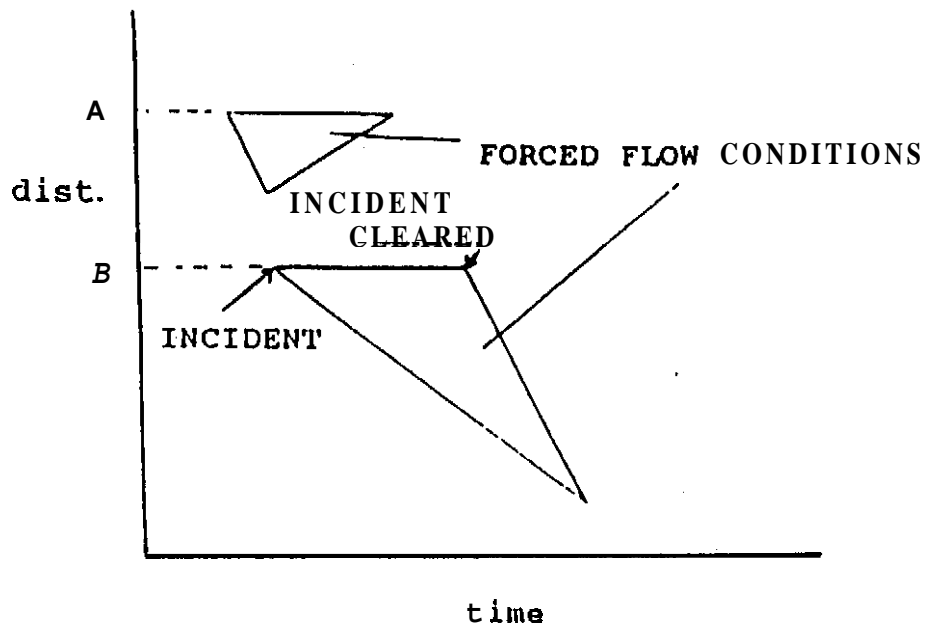 A
FORCED FLOW CONDITIONS
dist.
INCIDENT
CLEARED
B
INCIDENT
time